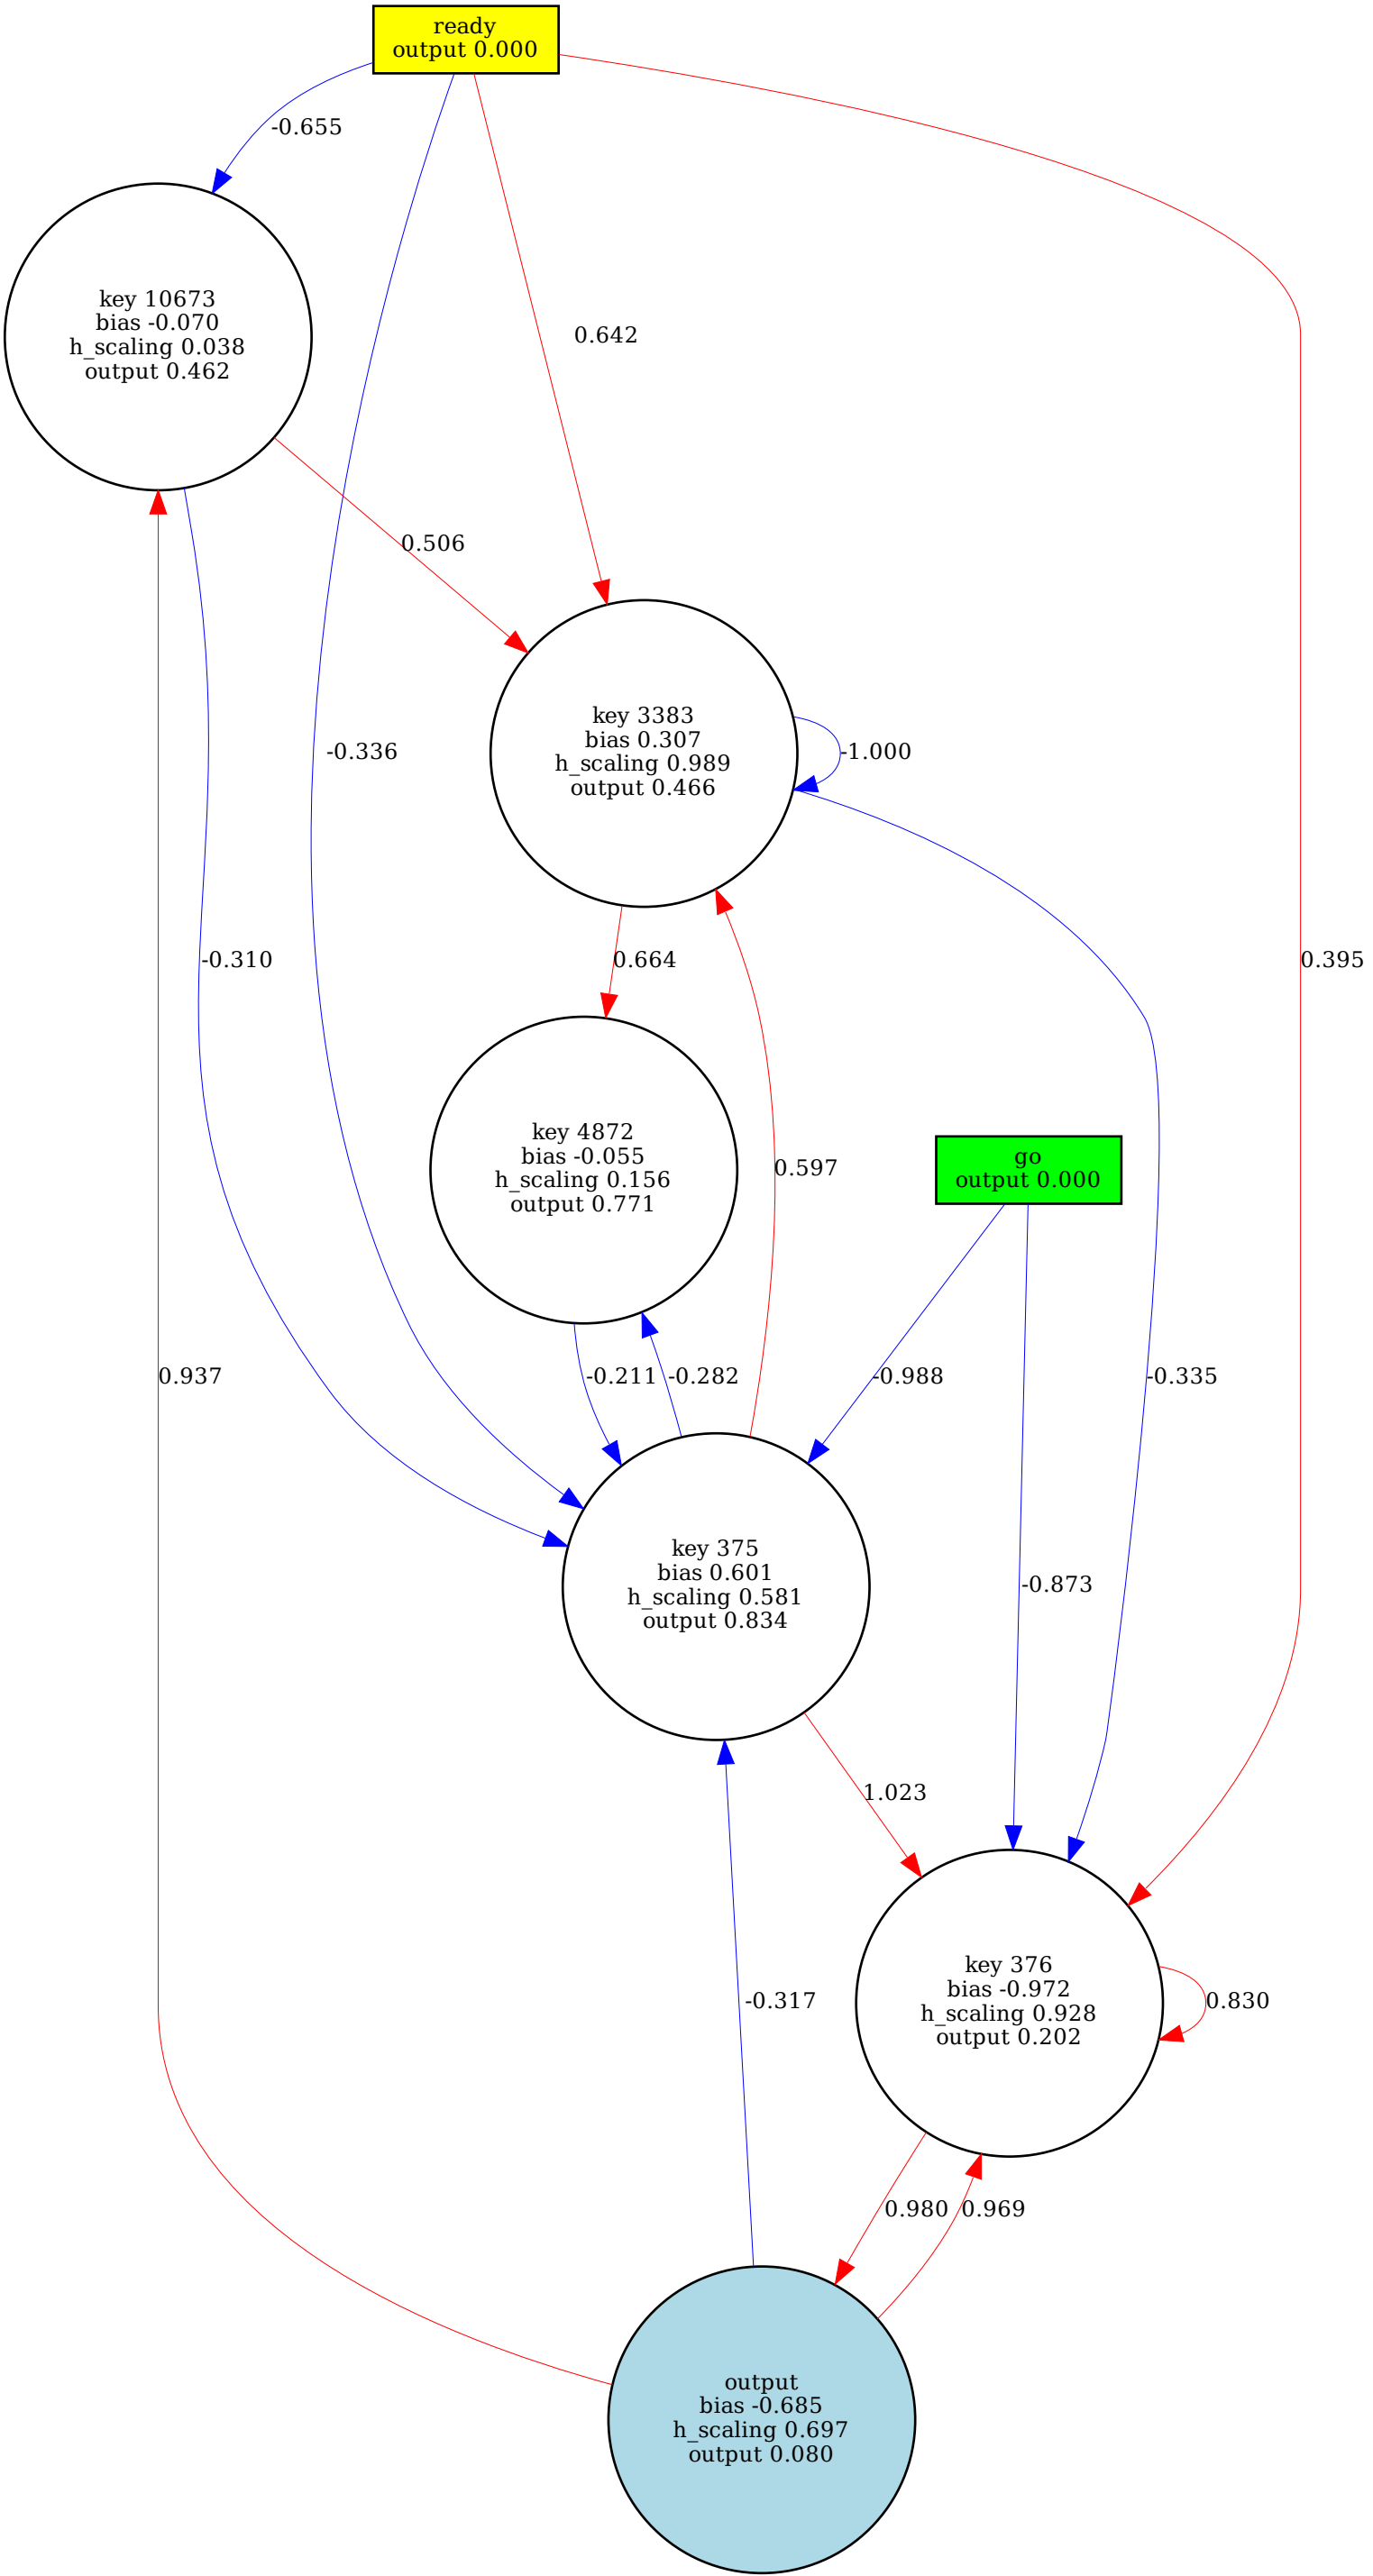 ready
output 0.000
-0.655
key 10673
bias -0.070
h_scaling 0.038
output 0.462
0.642
0.506
key 3383
bias 0.307
h_scaling 0.989
output 0.466
-1.000
-0.336
-0.310
0.664
0.395
key 4872
bias -0.055
h_scaling 0.156
output 0.771
0.597
go
output 0.000
0.937
-0.211
-0.282
-0.988
-0.335
key 375
bias 0.601
h_scaling 0.581
output 0.834
-0.873
1.023
key 376
bias -0.972
h_scaling 0.928
output 0.202
0.830
-0.317
0.980
0.969
output
bias -0.685
h_scaling 0.697
output 0.080